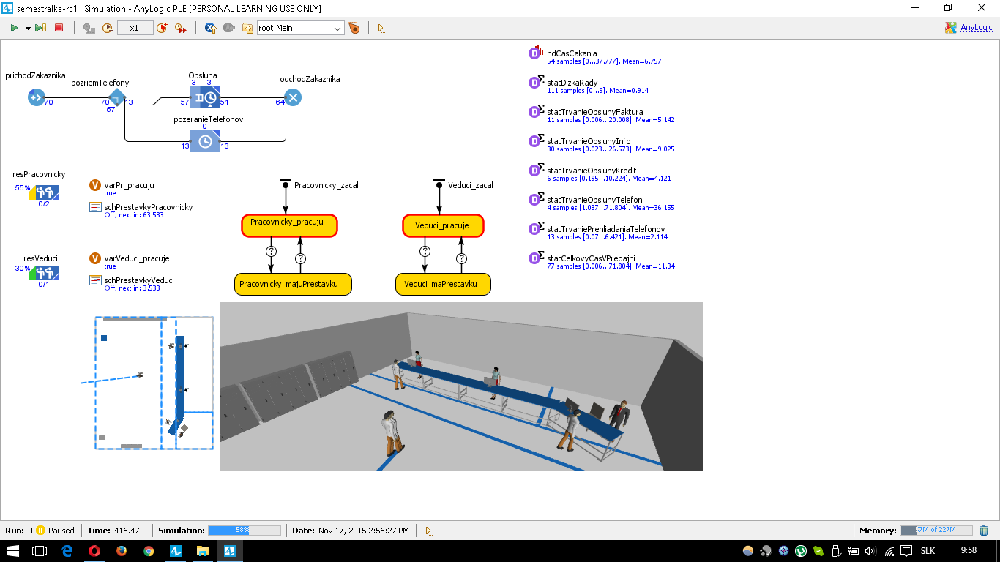 semestralka-rc1 : Simulation - AnyLogic PLE [PERSONAL LEARNING USE ONLY]
x1
root:Main
AnyLogic
prichodZakaznika
pozriemTelefony
Obsluha
odchodZakaznika
3 3
70
70
13
57
57
51
64
pozeranieTelefonov
0
13
13
resPracovnicky
55%
0/2
varPr_pracuju
true
schPrestavkyPracovnicky
Off, next in: 63.533
resVeduci
30%
0/1
varVeduci_pracuje
true
schPrestavkyVeduci
Off, next in: 3.533
Pracovnicky_zacali
Pracovnicky_pracuju
?
?
Pracovnicky_majuPrestavku
Veduci_zacal
Veduci_pracuje
?
?
Veduci_maPrestavku
hdCasCakania
54 samples [0...37.777]. Mean=6.757
statDlzkaRady
111 samples [0...9]. Mean=0.914
statTrvanieObsluhyFaktura
11 samples [0.006...20.008]. Mean=5.142
statTrvanieObsluhyInfo
30 samples [0.023...26.573]. Mean=9.025
statTrvanieObsluhyKredit
6 samples [0.195...10.224]. Mean=4.121
statTrvanieObsluhyTelefon
4 samples [1.037...71.804]. Mean=36.155
statTrvaniePrehliadaniaTelefonov
13 samples [0.07...6.421]. Mean=2.114
statCelkovyCasVPredajni
77 samples [0.006...71.804]. Mean=11.34
Run: 0 Paused Time: 416.47 Simulation: 58% Date: Nov 17, 2015 2:56:27 PM Memory: 47M of 227M
SLK 9:58